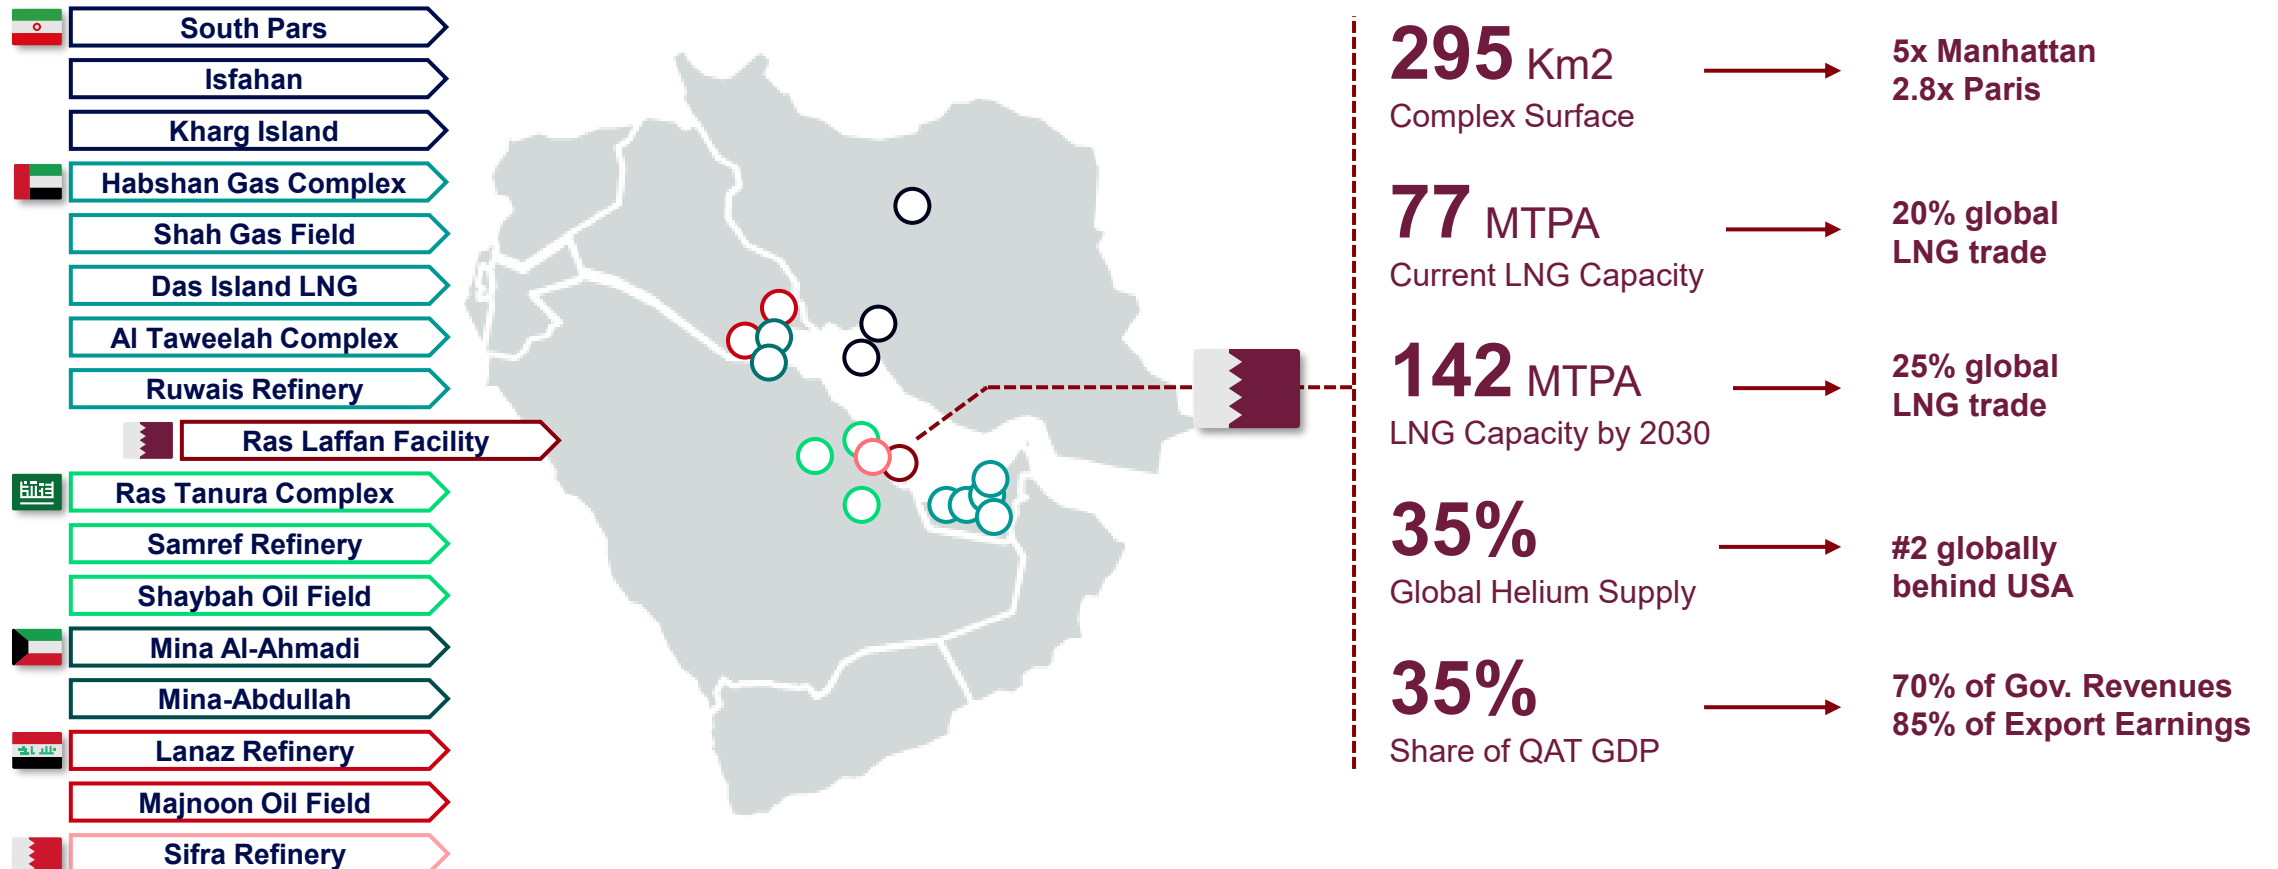 South Pars
Isfahan
Kharg Island
Habshan Gas Complex
Shah Gas Field
Das Island LNG
Al Taweelah Complex
Ruwais Refinery
Ras Laffan Facility
Ras Tanura Complex
Samref Refinery
Shaybah Oil Field
Mina Al-Ahmadi
Mina-Abdullah
Lanaz Refinery
Majnoon Oil Field
Sifra Refinery
295 Km2
Complex Surface
5x Manhattan
2.8x Paris
77 MTPA
Current LNG Capacity
20% global
LNG trade
142 MTPA
LNG Capacity by 2030
25% global
LNG trade
35%
Global Helium Supply
#2 globally
behind USA
35%
Share of QAT GDP
70% of Gov. Revenues
85% of Export Earnings